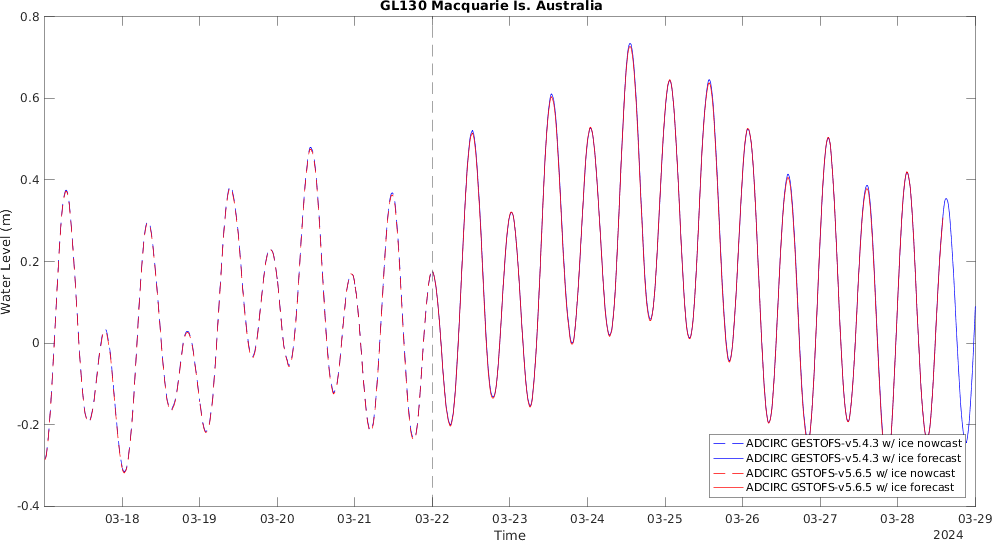 GL130 Macquarie Is. Australia
Water Level (m)
0.8
0.6
0.4
0.2
0
-0.2
-0.4
ADCIRC GESTOFS-v5.4.3 w/ ice nowcast
ADCIRC GESTOFS-v5.4.3 w/ ice forecast
ADCIRC GSTOFS-v5.6.5 w/ ice nowcast
ADCIRC GSTOFS-v5.6.5 w/ ice forecast
03-18 03-19 03-20 03-21 03-22 03-23 03-24 03-25 03-26 03-27 03-28 03-29
Time
2024